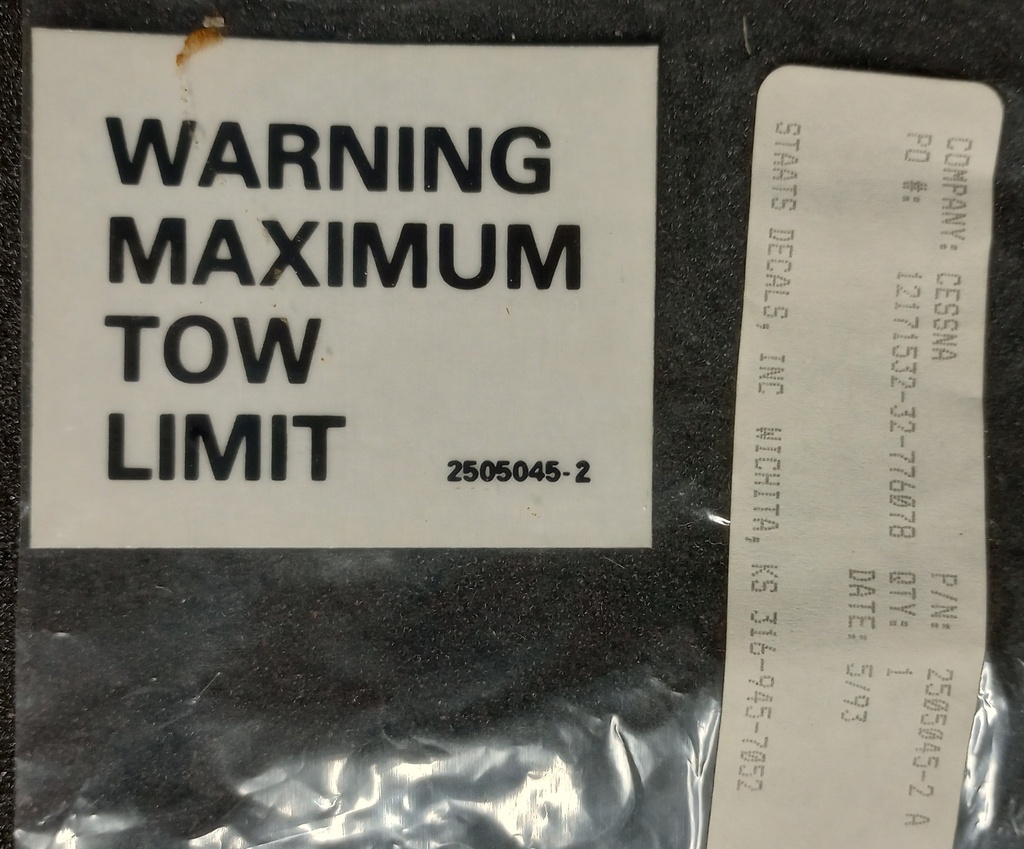 WARNING
MAXIMUM
TOW
LIMIT
2505045-2
COMPANY: CESSNA P/N: 2505045-2 A
PO #: 12171532-32-776078 QTY: 1
DATE: 5/93
STAATS DECALS, INC WICHITA, KS 316-945-7052